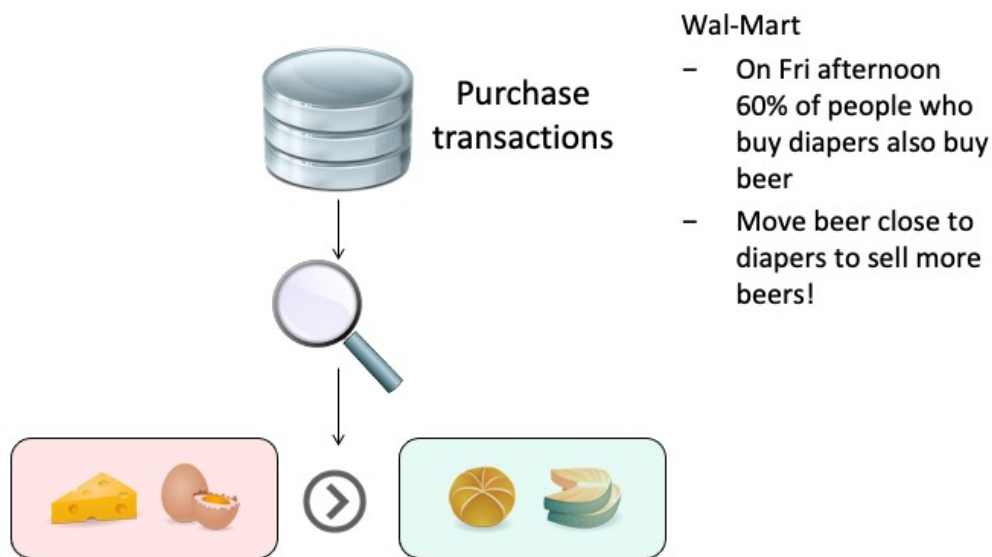 Purchase
transactions
Wal-Mart
– On Fri afternoon
60% of people who
buy diapers also buy
beer
– Move beer close to
diapers to sell more
beers!